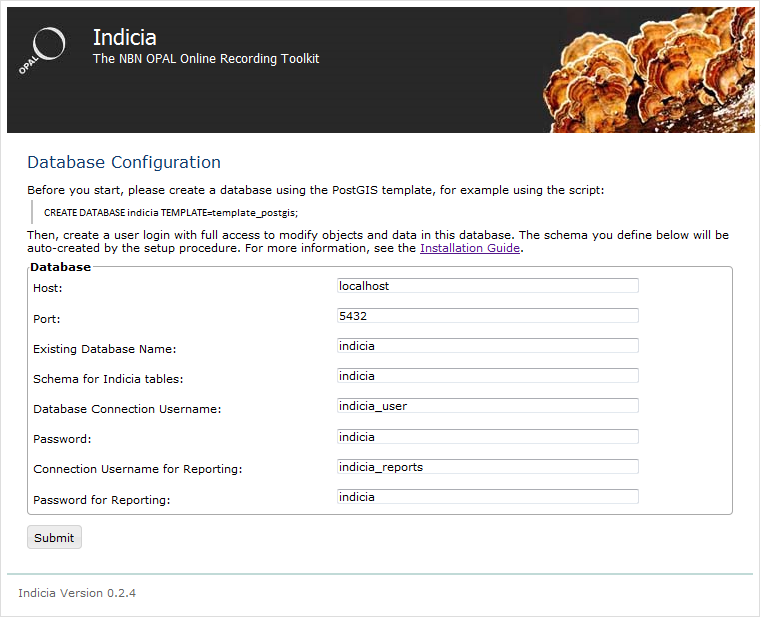 OPAL
Indicia
The NBN OPAL Online Recording Toolkit
Database Configuration
Before you start, please create a database using the PostGIS template, for example using the script:
CREATE DATABASE indicia TEMPLATE=template_postgis;
Then, create a user login with full access to modify objects and data in this database. The schema you define below will be
auto-created by the setup procedure. For more information, see the Installation Guide.
Database
Host: localhost
Port: 5432
Existing Database Name: indicia
Schema for Indicia tables: indicia
Database Connection Username: indicia_user
Password: indicia
Connection Username for Reporting: indicia_reports
Password for Reporting: indicia
Submit
Indicia Version 0.2.4